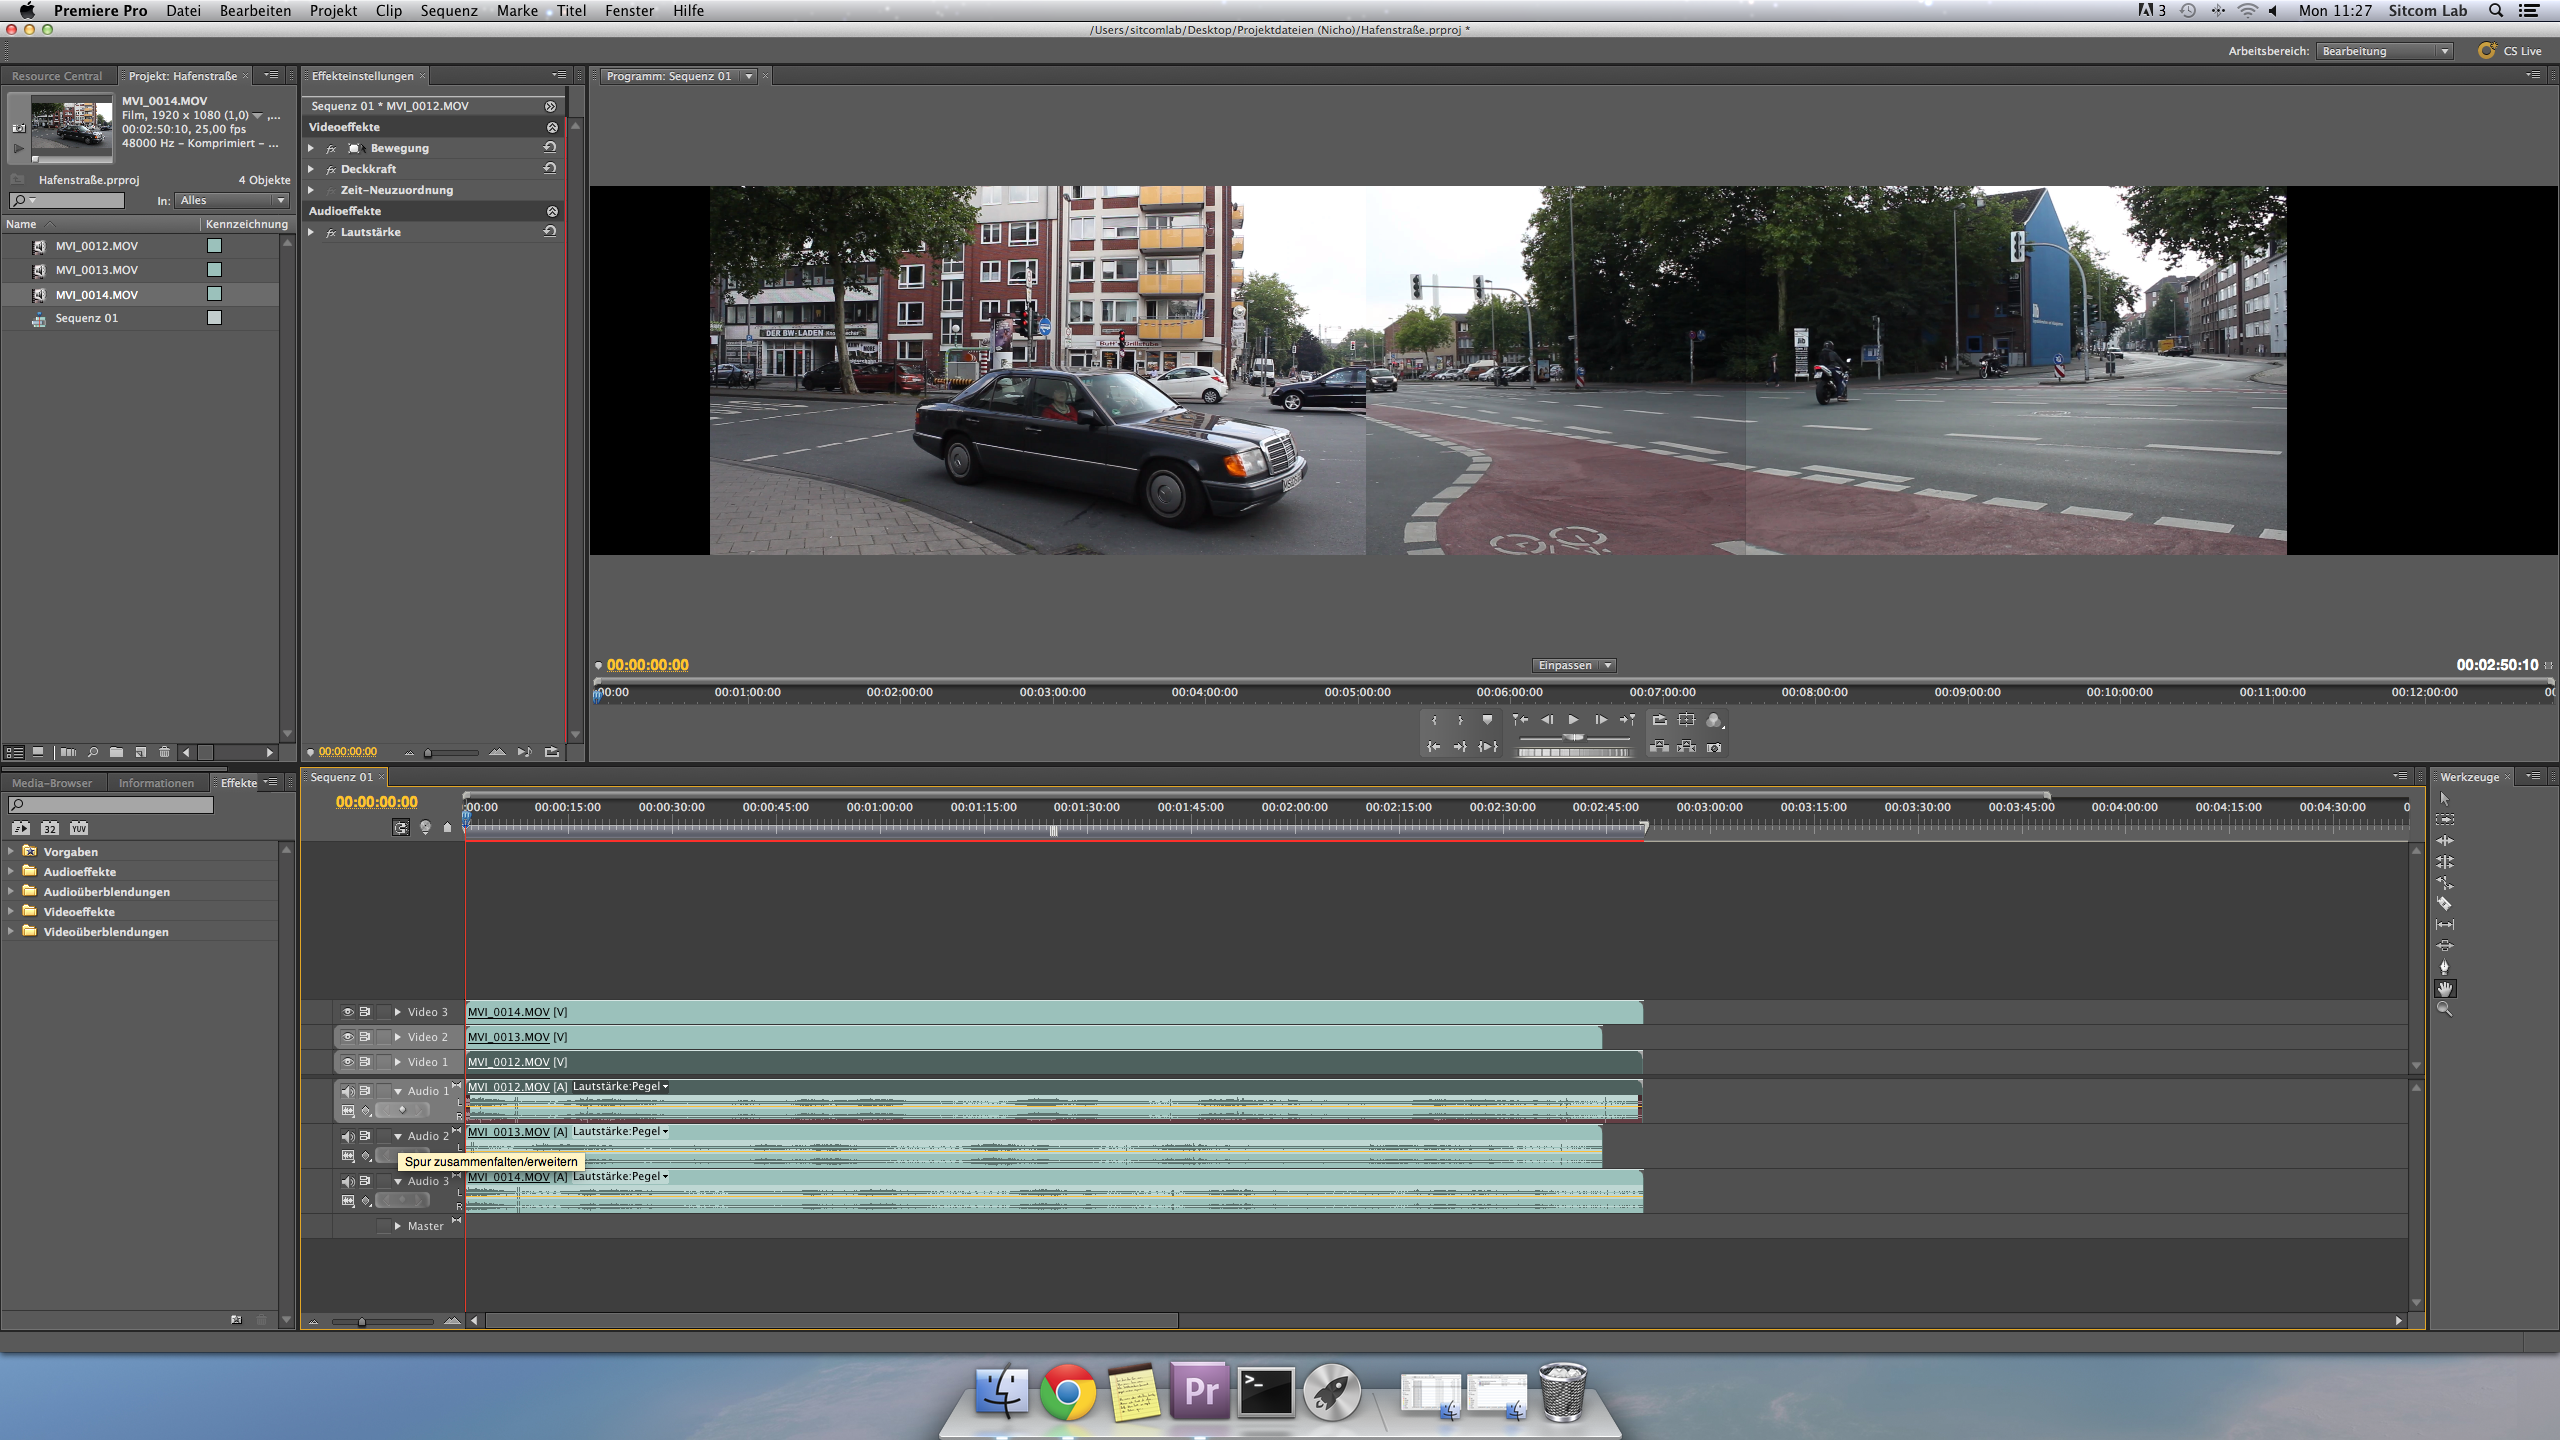 Premiere Pro Datei Bearbeiten Projekt Clip Sequenz Marke Titel Fenster Hilfe 3 Mon 11:27 Sitcom Lab
/Users/sitcomlab/Desktop/Projektdateien (Nicho)/Hafenstraße.prproj *
Arbeitsbereich: Bearbeitung CS Live
Resource Central Projekt: Hafenstraße
MVI_0014.MOV
Film, 1920 x 1080 (1,0) ,...
00:02:50:10, 25,00 fps
48000 Hz – Komprimiert – ...
Hafenstraße.prproj 4 Objekte
In: Alles
Name Kennzeichnung
MVI_0012.MOV
MVI_0013.MOV
MVI_0014.MOV
Sequenz 01
Effekteinstellungen
Sequenz 01 * MVI_0012.MOV
Videoeffekte
fx Bewegung
fx Deckkraft
Zeit-Neuzuordnung
Audioeffekte
fx Lautstärke
00:00:00:00
Programm: Sequenz 01
DER BW-LADEN
jib
00:00:00:00 Einpassen 00:02:50:10
00:00 00:01:00:00 00:02:00:00 00:03:00:00 00:04:00:00 00:05:00:00 00:06:00:00 00:07:00:00 00:08:00:00 00:09:00:00 00:10:00:00 00:11:00:00 00:12:00:00 00
Media-Browser Informationen Effekte
32 YUV
Vorgaben
Audioeffekte
Audioüberblendungen
Videoeffekte
Videoüberblendungen
Sequenz 01
00:00:00:00
:00:00 00:00:15:00 00:00:30:00 00:00:45:00 00:01:00:00 00:01:15:00 00:01:30:00 00:01:45:00 00:02:00:00 00:02:15:00 00:02:30:00 00:02:45:00 00:03:00:00 00:03:15:00 00:03:30:00 00:03:45:00 00:04:00:00 00:04:15:00 00:04:30:00 0
Video 3 MVI_0014.MOV [V]
Video 2 MVI_0013.MOV [V]
Video 1 MVI_0012.MOV [V]
Audio 1 MVI_0012.MOV [A] Lautstärke:Pegel
L
R
Audio 2 MVI_0013.MOV [A] Lautstärke:Pegel
L
Spur zusammenfalten/erweitern
Audio 3 MVI_0014.MOV [A] Lautstärke:Pegel
L
R
Master
Werkzeuge
Pr